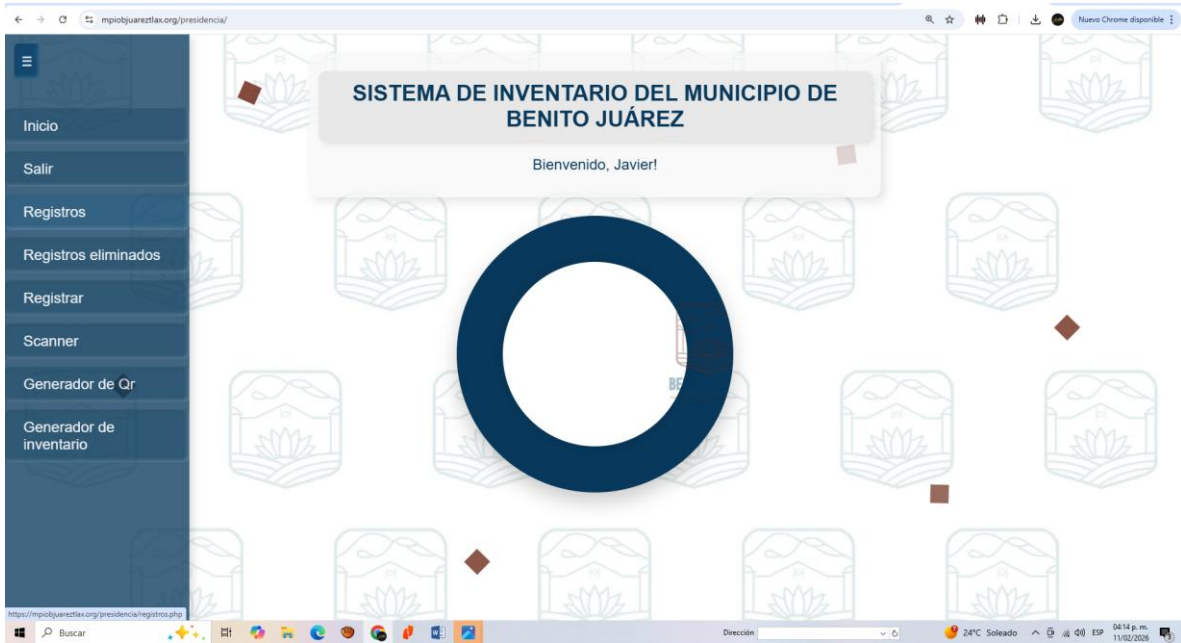 mpiobjuareztlax.org/presidencia/
Nuevo Chrome disponible
☰
SISTEMA DE INVENTARIO DEL MUNICIPIO DE
BENITO JUÁREZ
Bienvenido, Javier!
Inicio
Salir
Registros
Registros eliminados
Registrar
Scanner
Generador de Qr
Generador de
inventario
BE
https://mpiobjuareztlax.org/presidencia/registros.php
Buscar
Dirección
24°C Soleado
ESP
04:14 p. m.
11/02/2026